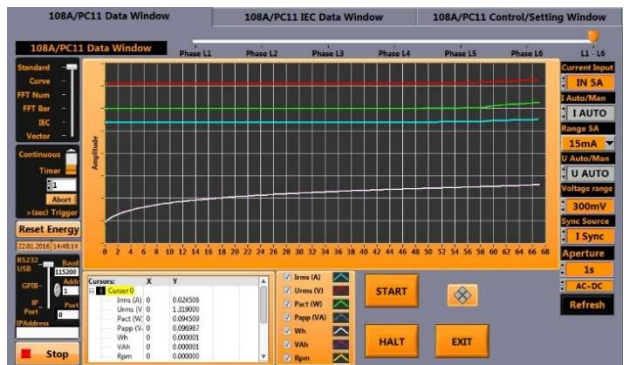 108A/PC11 Data Window
108A/PC11 IEC Data Window
108A/PC11 Control/Setting Window
108A/PC11 Data Window
Phase L1 Phase L2 Phase L3 Phase L4 Phase L5 Phase L6 L1 - L6
Standard
Curve
FFT Num
FFT Bar
IEC
Vector
Continuous
Timer
1
Abort
>(sec) Trigger
Reset Energy
22.01.2016 14:48:14
RS232 Baud
USB 115200
GPIB Addr
1
IP Port
Port 0
IPAddress
Stop
Amplitude
0 2 4 6 8 10 12 14 16 18 20 22 24 26 28 30 32 34 36 38 40 42 44 46 48 50 52 54 56 58 60 62 64 66 68
Cursors: X Y
Cursor 0
Irms (A) 0 0.024508
Urms (V) 0 1.319000
Pact (W) 0 0.094509
Papp (VA) 0 0.096987
Wh 0 0.000001
VAh 0 0.000001
Rpm 0 0.000000
Irms (A)
Urms (V)
Pact (W)
Papp (VA)
Wh
VAh
Rpm
START
HALT
EXIT
Current Input
IN 5A
I Auto/Man
I AUTO
Range 5A
15mA
U Auto/Man
U AUTO
Voltage range
300mV
Sync Source
I Sync
Aperture
1s
AC-DC
Refresh